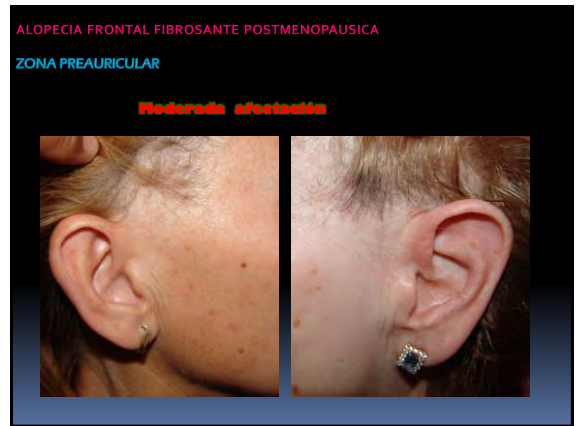 ALOPECIA FRONTAL FIBROSANTE POSTMENOPAUSICA
ZONA PREAURICULAR
Moderada afectación